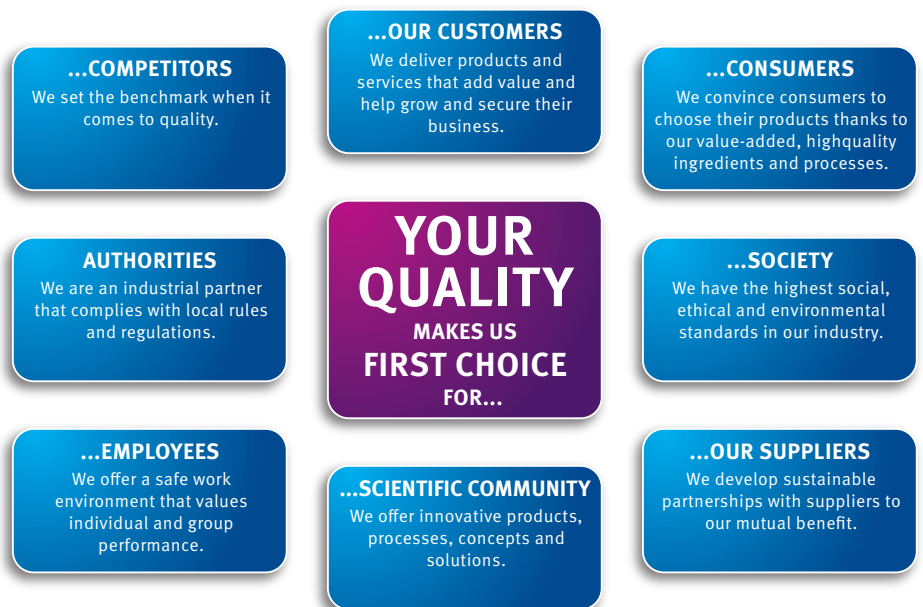 ...COMPETITORS
We set the benchmark when it
comes to quality.
...OUR CUSTOMERS
We deliver products and
services that add value and
help grow and secure their
business.
...CONSUMERS
We convince consumers to
choose their products thanks to
our value-added, highquality
ingredients and processes.
AUTHORITIES
We are an industrial partner
that complies with local rules
and regulations.
YOUR
QUALITY
MAKES US
FIRST CHOICE
FOR...
...SOCIETY
We have the highest social,
ethical and environmental
standards in our industry.
...EMPLOYEES
We offer a safe work
environment that values
individual and group
performance.
...SCIENTIFIC COMMUNITY
We offer innovative products,
processes, concepts and
solutions.
...OUR SUPPLIERS
We develop sustainable
partnerships with suppliers to
our mutual benefit.